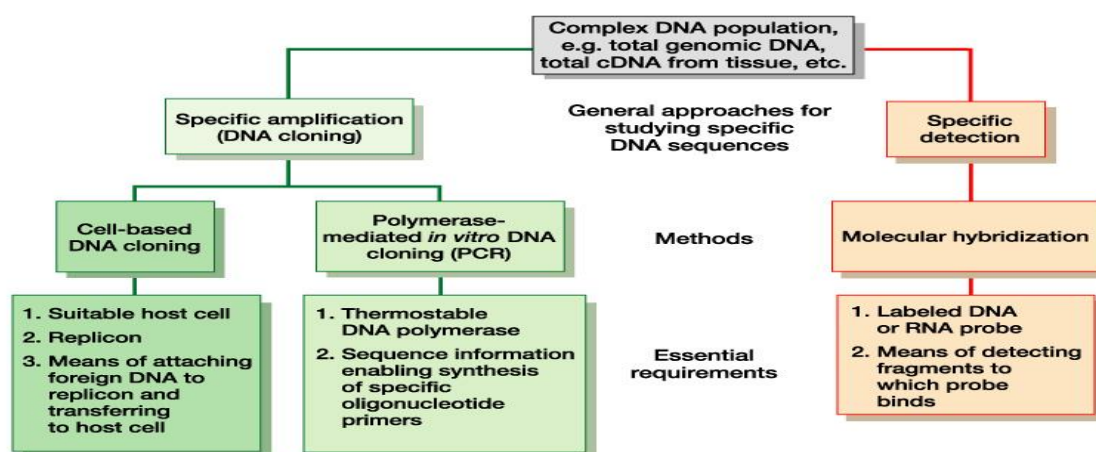 Complex DNA population,
e.g. total genomic DNA,
total cDNA from tissue, etc.
Specific amplification
(DNA cloning)
General approaches for
studying specific
DNA sequences
Specific
detection
Cell-based
DNA cloning
Polymerase-
mediated in vitro DNA
cloning (PCR)
Methods
Molecular hybridization
1. Suitable host cell
2. Replicon
3. Means of attaching
foreign DNA to
replicon and
transferring
to host cell
1. Thermostable
DNA polymerase
2. Sequence information
enabling synthesis
of specific
oligonucleotide
primers
Essential
requirements
1. Labeled DNA
or RNA probe
2. Means of detecting
fragments to
which probe
binds